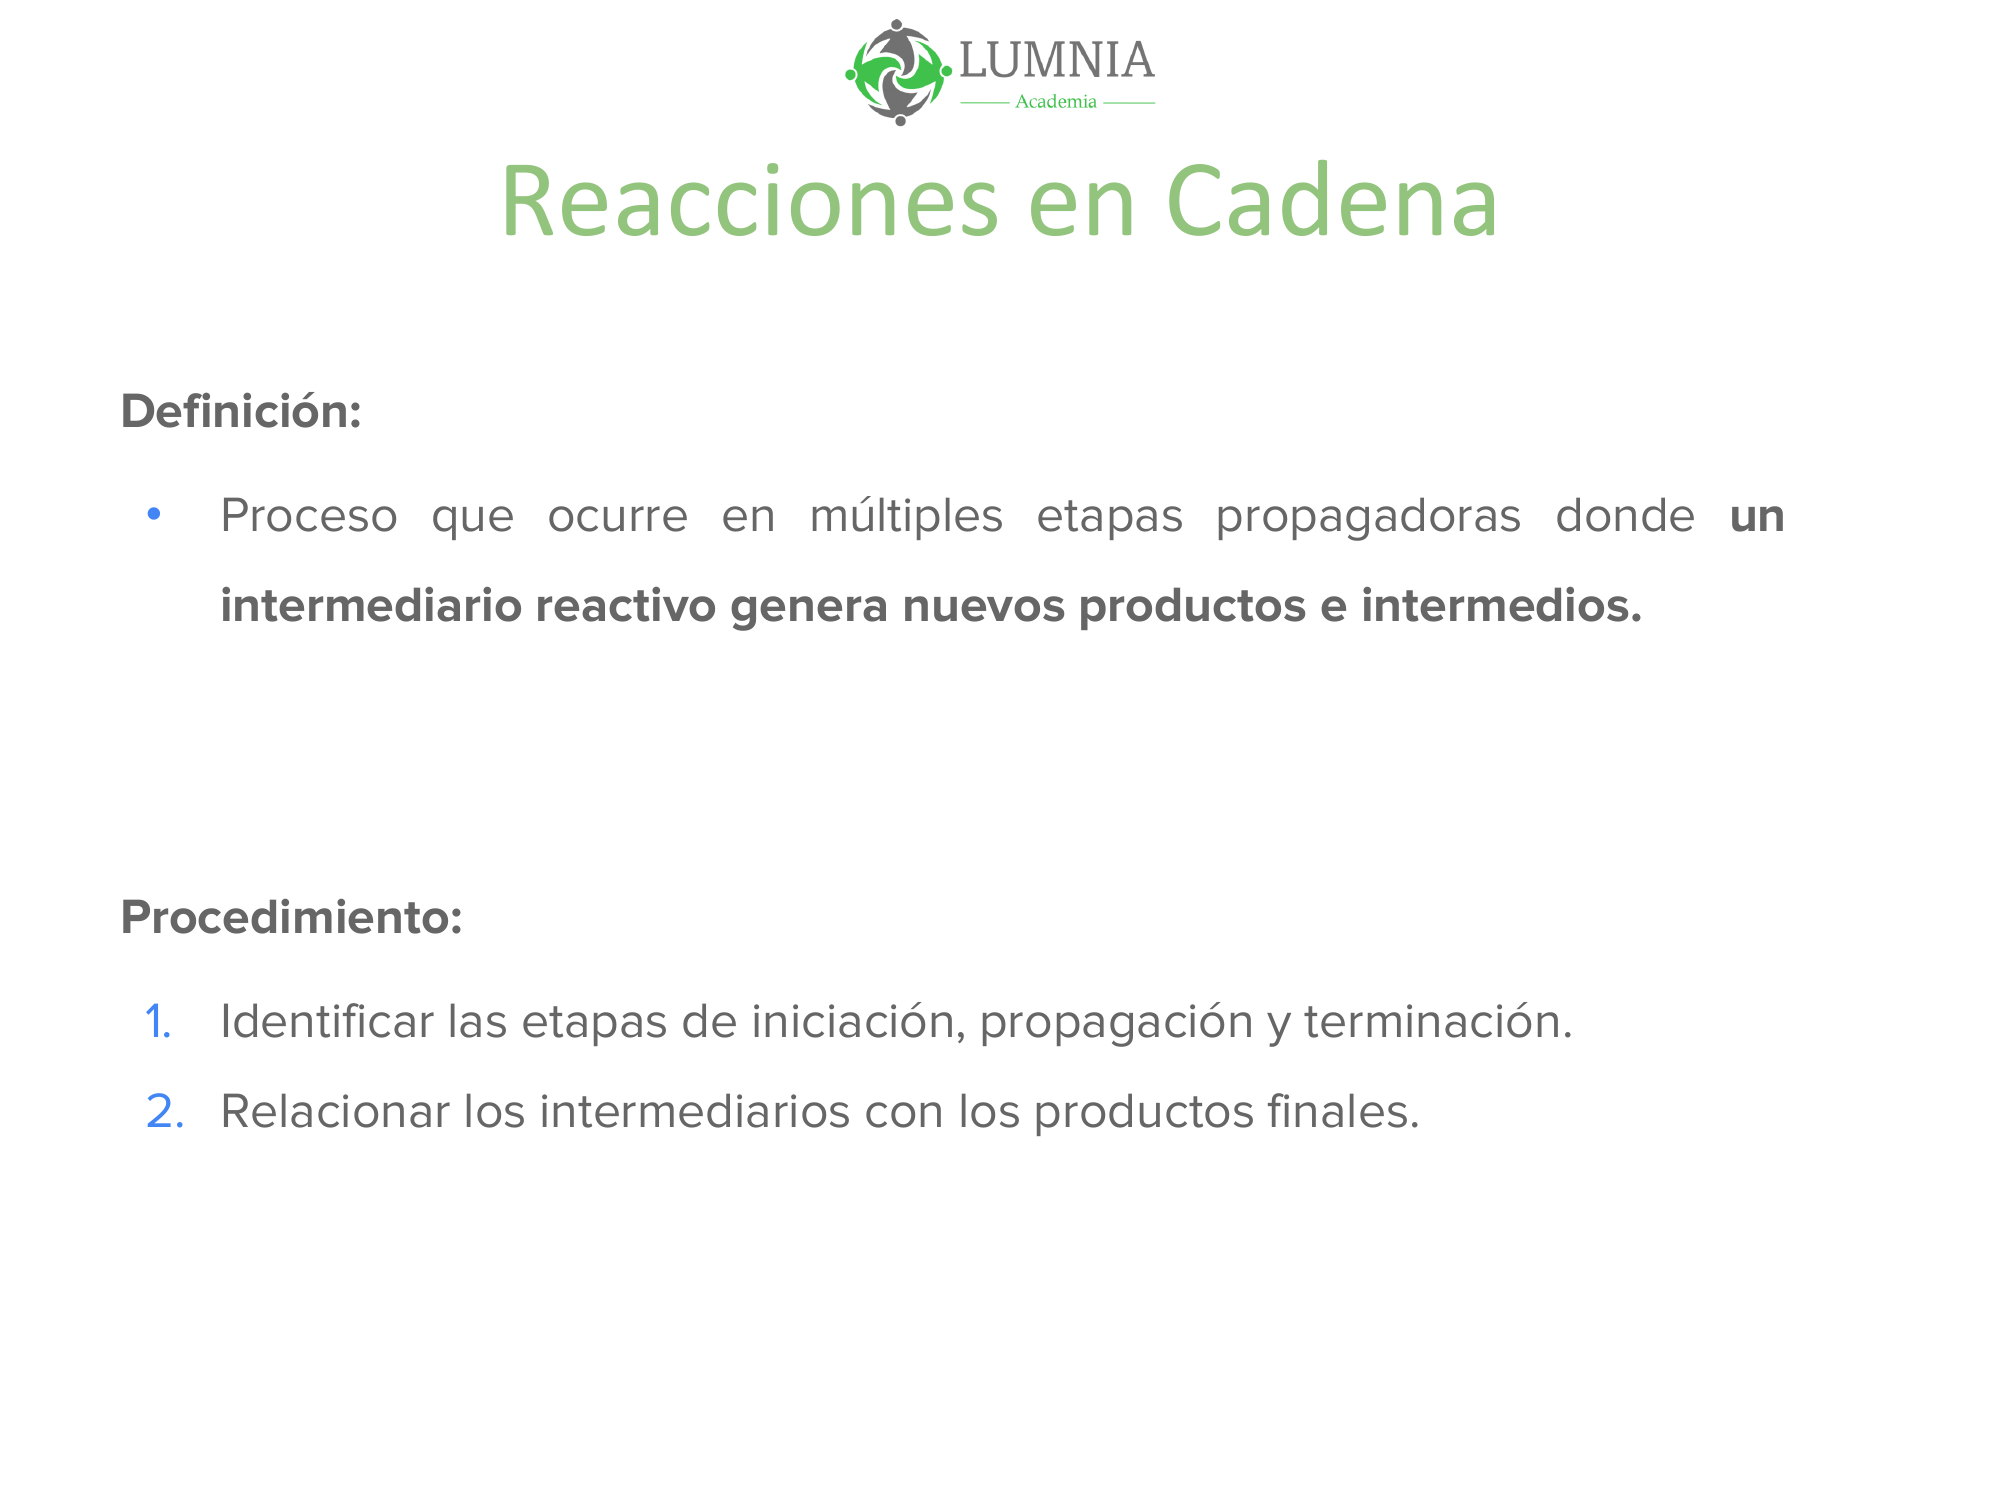 LUMNIA
Academia
Reacciones en Cadena
Definición:
• Proceso que ocurre en múltiples etapas propagadoras donde un
intermediario reactivo genera nuevos productos e intermedios.
Procedimiento:
1. Identificar las etapas de iniciación, propagación y terminación.
2. Relacionar los intermediarios con los productos finales.